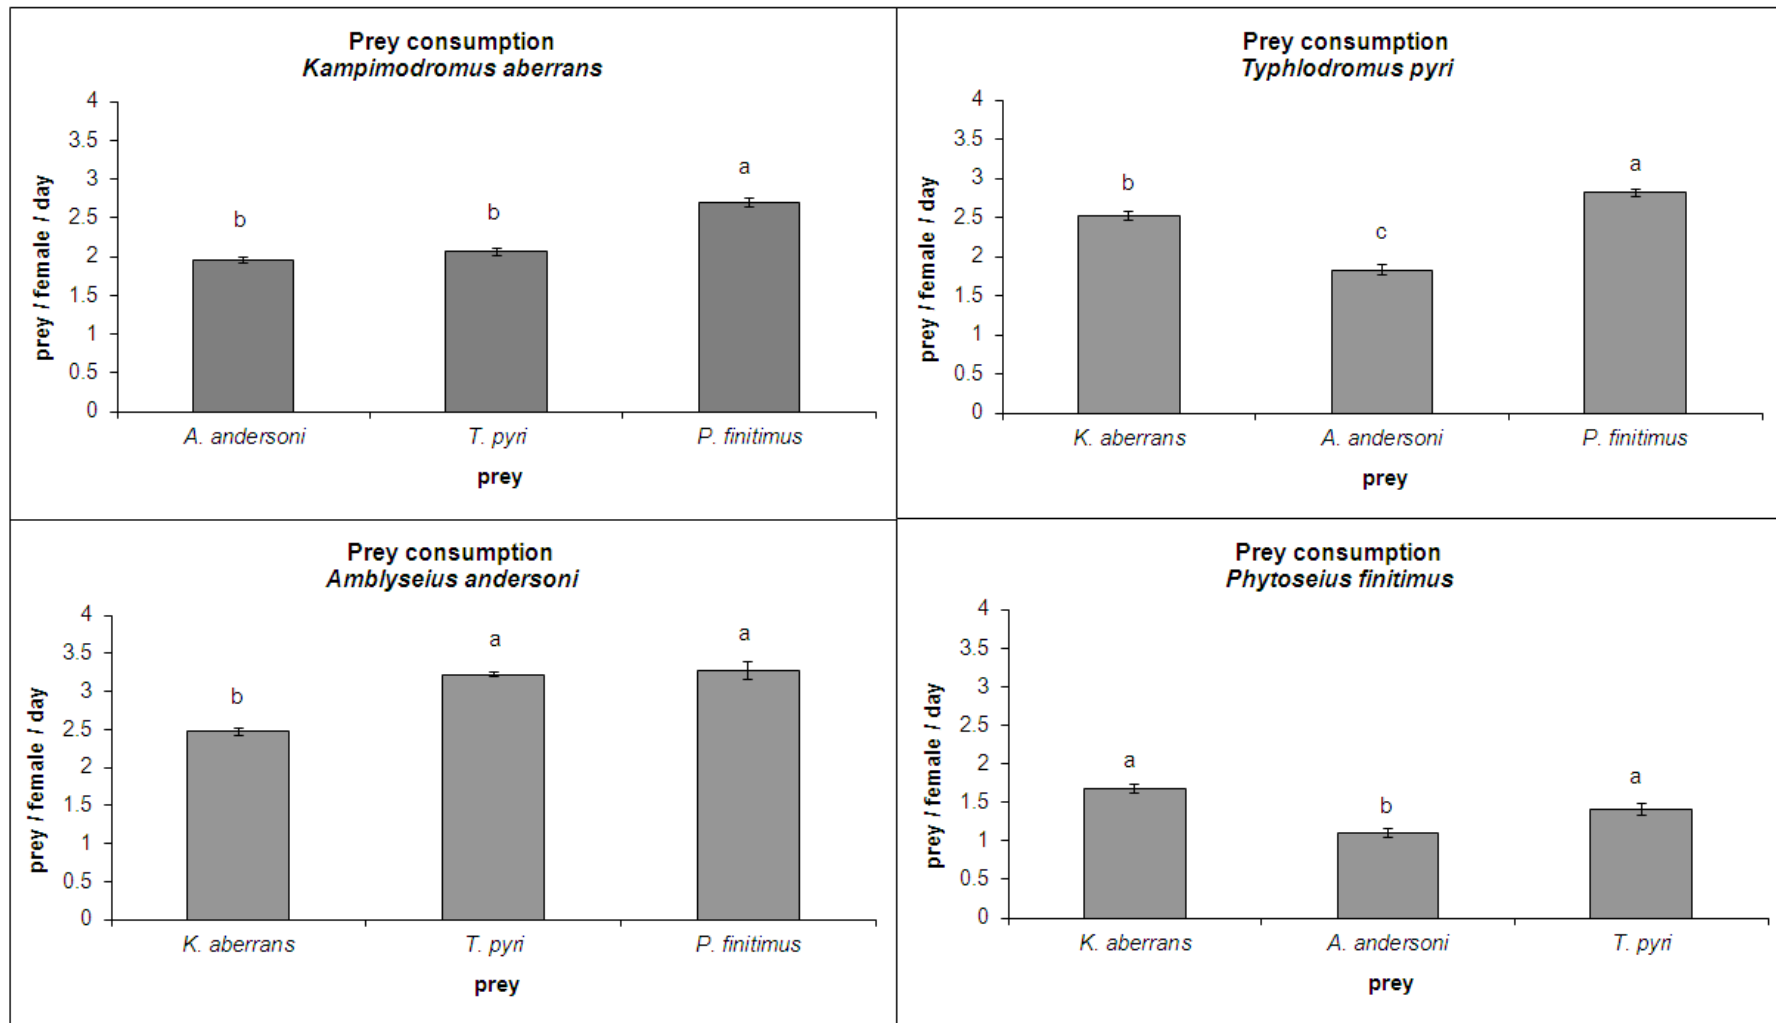 Prey consumption
Kampimodromus aberrans
4
3.5
3
2.5
2
1.5
1
0.5
0
prey / female / day
b
b
a
A. andersoni
T. pyri
P. finitimus
prey
Prey consumption
Typhlodromus pyri
4
3.5
3
2.5
2
1.5
1
0.5
0
prey / female / day
b
c
a
K. aberrans
A. andersoni
P. finitimus
prey
Prey consumption
Amblyseius andersoni
4
3.5
3
2.5
2
1.5
1
0.5
0
prey / female / day
b
a
a
K. aberrans
T. pyri
P. finitimus
prey
Prey consumption
Phytoseius finitimus
4
3.5
3
2.5
2
1.5
1
0.5
0
prey / female / day
a
b
a
K. aberrans
A. andersoni
T. pyri
prey